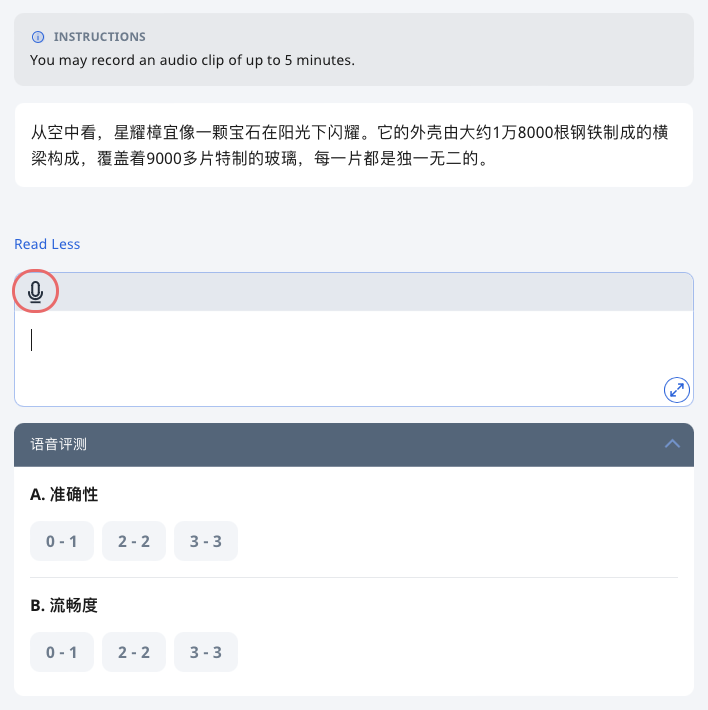 INSTRUCTIONS
You may record an audio clip of up to 5 minutes.
从空中看，星耀樟宜像一颗宝石在阳光下闪耀。它的外壳由大约1万8000根钢铁制成的横
梁构成，覆盖着9000多片特制的玻璃，每一片都是独一无二的。
Read Less
语音评测
A. 准确性
0 - 1 2 - 2 3 - 3
B. 流畅度
0 - 1 2 - 2 3 - 3